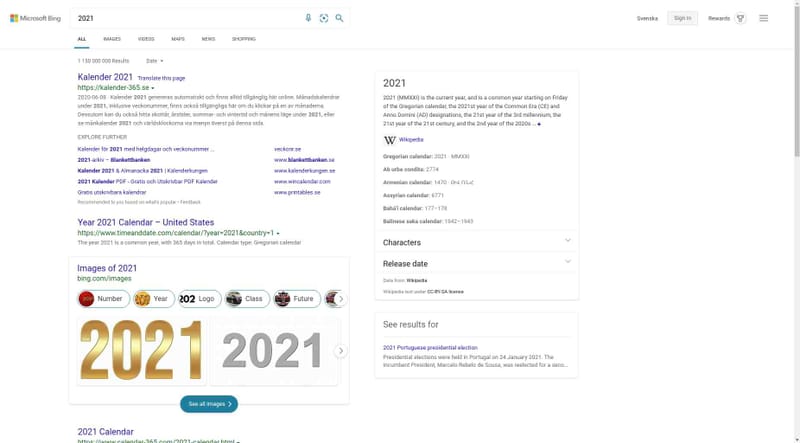 Microsoft Bing
2021
Svenska
Sign in
Rewards
ALL
IMAGES
VIDEOS
MAPS
NEWS
SHOPPING
Date
Kalender 2021 Translate this page
https://kalender-365.se
2020-06-08 · Kalender 2021 genereras automatiskt och finns alltid tillgänglig här online. Månadskalendrar
under 2021, inklusive veckonummer, finns också tillgängliga här om du klickar på en av månaderna.
Dessutom kan du också hitta skottår, årstider, sommar- och vintertid och månens läge under 2021, eller
se månkalender 2021 och världsklockorna via menyn överst på denna sida.
EXPLORE FURTHER
Kalender för 2021 med helgdagar och veckonummer ...
veckonr.se
2021-arkiv – Blankettbanken
www.blankettbanken.se
Kalender 2021 & Almanacka 2021 | Kalenderkungen
www.kalenderkungen.se
2021 Kalender PDF - Gratis och Utskrivbar PDF Kalender
www.wincalendar.com
Gratis utskrivbara kalendrar
www.printables.se
Recommended to you based on what's popular • Feedback
Year 2021 Calendar – United States
https://www.timeanddate.com/calendar/?year=2021&country=1
The year 2021 is a common year, with 365 days in total. Calendar type: Gregorian calendar
Images of 2021
bing.com/images
Number
Year
202 Logo
Class
Future
2021
2021
See all images
2021 Calendar
https://www.calendar-365.com/2021-calendar.html
2021
2021 (MMXXI) is the current year, and is a common year starting on Friday
of the Gregorian calendar, the 2021st year of the Common Era (CE) and
Anno Domini (AD) designations, the 21st year of the 3rd millennium, the
21st year of the 21st century, and the 2nd year of the 2020s ...
W Wikipedia
Gregorian calendar: 2021 · MMXXI
Ab urbe condita: 2774
Armenian calendar: 1470
Assyrian calendar: 6771
Bahá'í calendar: 177–178
Balinese saka calendar: 1942–1943
Characters
Release date
Data from: Wikipedia
Wikipedia text under CC-BY-SA license
See results for
2021 Portuguese presidential election
Presidential elections were held in Portugal on 24 January 2021. The
incumbent President, Marcelo Rebelo de Sousa, was reelected for a seco...